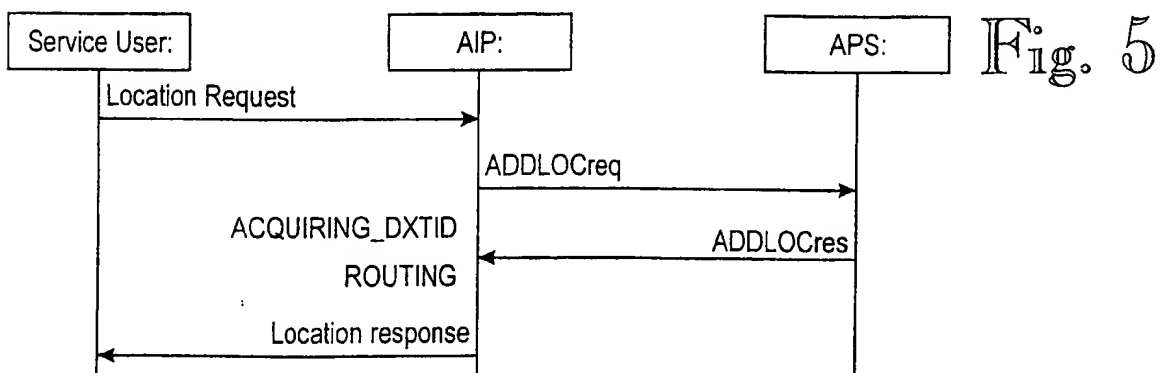 Service User:
AIP:
APS:
Fig. 5
Location Request
ADDLOCreq
ACQUIRING_DXTID
ADDLOCres
ROUTING
Location response